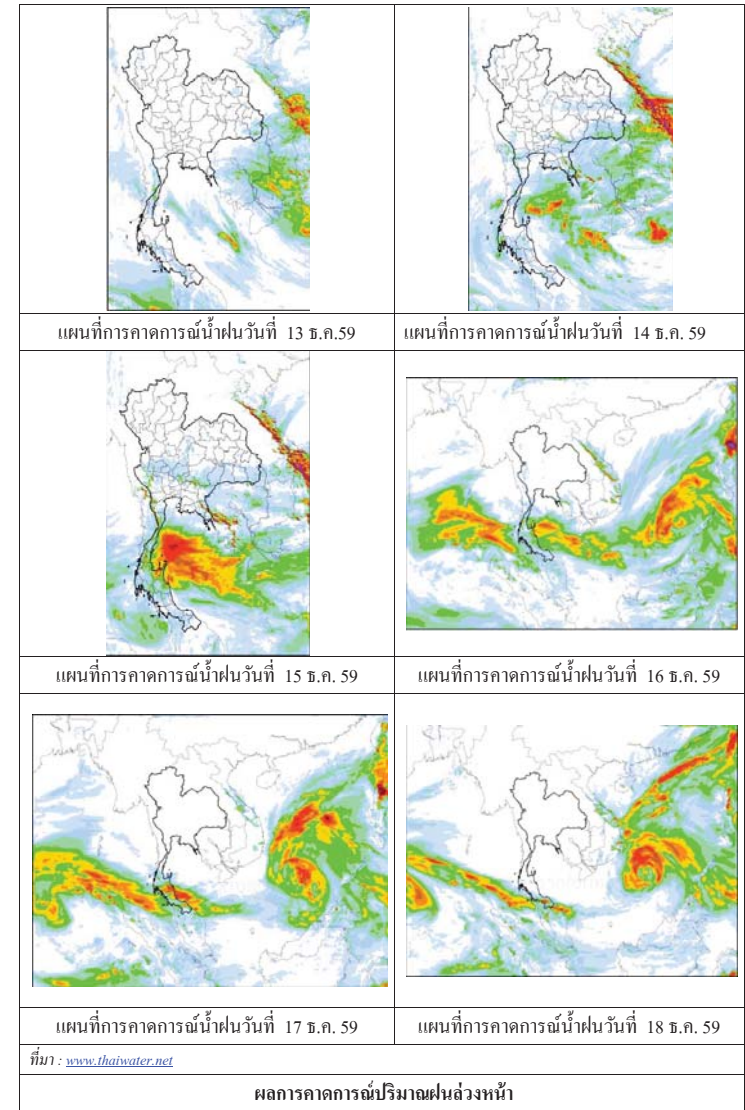 แผนที่การคาดการณ์น้ำฝนวันที่ 13 ธ.ค.59
แผนที่การคาดการณ์น้ำฝนวันที่ 14 ธ.ค. 59
แผนที่การคาดการณ์น้ำฝนวันที่ 15 ธ.ค. 59
แผนที่การคาดการณ์น้ำฝนวันที่ 16 ธ.ค. 59
แผนที่การคาดการณ์น้ำฝนวันที่ 17 ธ.ค. 59
แผนที่การคาดการณ์น้ำฝนวันที่ 18 ธ.ค. 59
ที่มา : www.thaiwater.net
ผลการคาดการณ์ปริมาณฝนล่วงหน้า